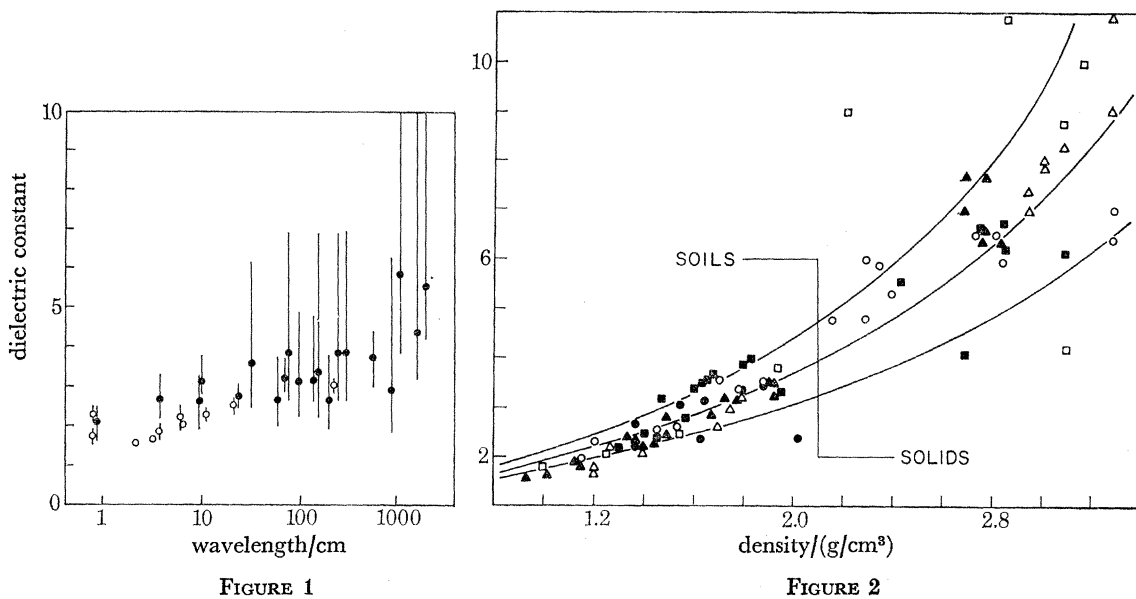 10
5
0
dielectric constant
1
10
100
1000
wavelength/cm
FIGURE 1
10
6
2
SOILS
SOLIDS
1.2
2.0
2.8
density/(g/cm³)
FIGURE 2